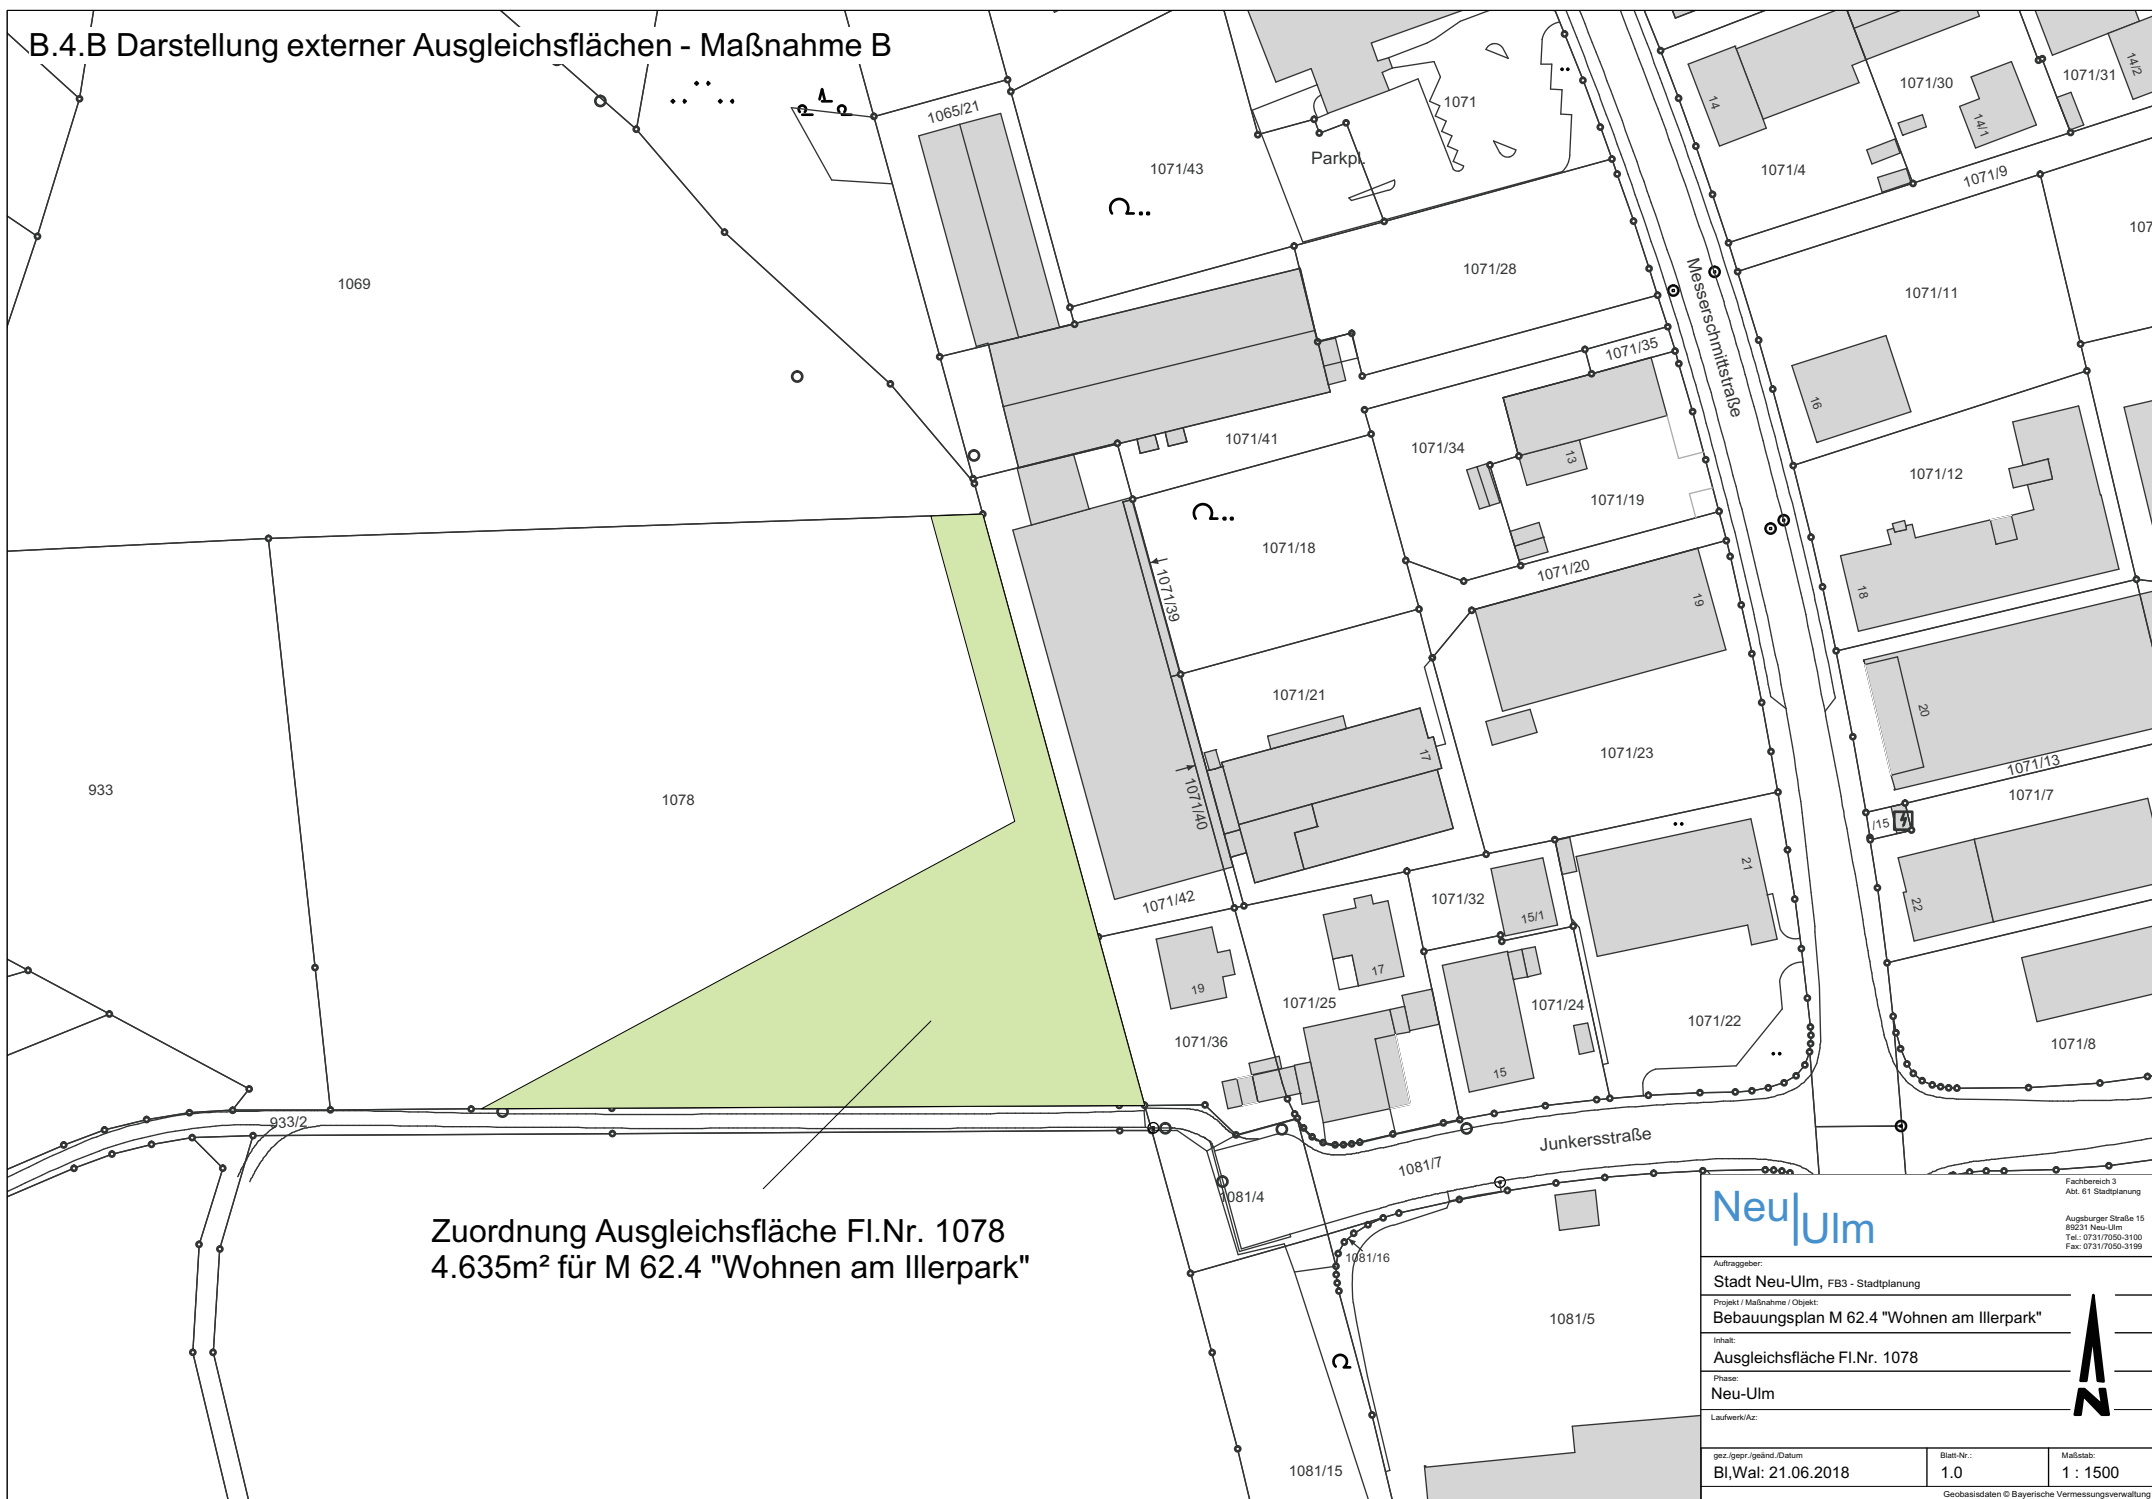 B.4.B Darstellung externer Ausgleichsflächen - Maßnahme B
1065/21
1071/43
Parkpl.
1071
14
1071/4
1071/30
14/1
1071/31
14/2
1071/9
107
1069
1071/28
Messerschmittstraße
1071/11
1071/35
16
1071/41
1071/34
13
1071/19
1071/12
1071/18
1071/39
1071/20
19
18
1071/21
17
1071/23
20
1071/13
1071/7
/15
933
1078
1071/40
21
22
1071/42
1071/32
15/1
19
17
1071/25
1071/24
1071/22
1071/36
15
1071/8
933/2
Junkersstraße
1081/7
1081/4
1081/16
1081/5
1081/15
Zuordnung Ausgleichsfläche Fl.Nr. 1078
4.635m² für M 62.4 "Wohnen am Illerpark"
Neu Ulm
Fachbereich 3
Abt. 61 Stadtplanung
Augsburger Straße 15
89231 Neu-Ulm
Tel.: 0731/7050-3100
Fax: 0731/7050-3199
Auftraggeber:
Stadt Neu-Ulm, FB3 - Stadtplanung
Projekt / Maßnahme / Objekt:
Bebauungsplan M 62.4 "Wohnen am Illerpark"
Inhalt:
Ausgleichsfläche Fl.Nr. 1078
Phase:
Neu-Ulm
Laufwerk/Az:
N
gez./gepr./geänd./Datum
Bl,Wal: 21.06.2018
Blatt-Nr.:
1.0
Maßstab:
1 : 1500
Geobasisdaten © Bayerische Vermessungsverwaltung